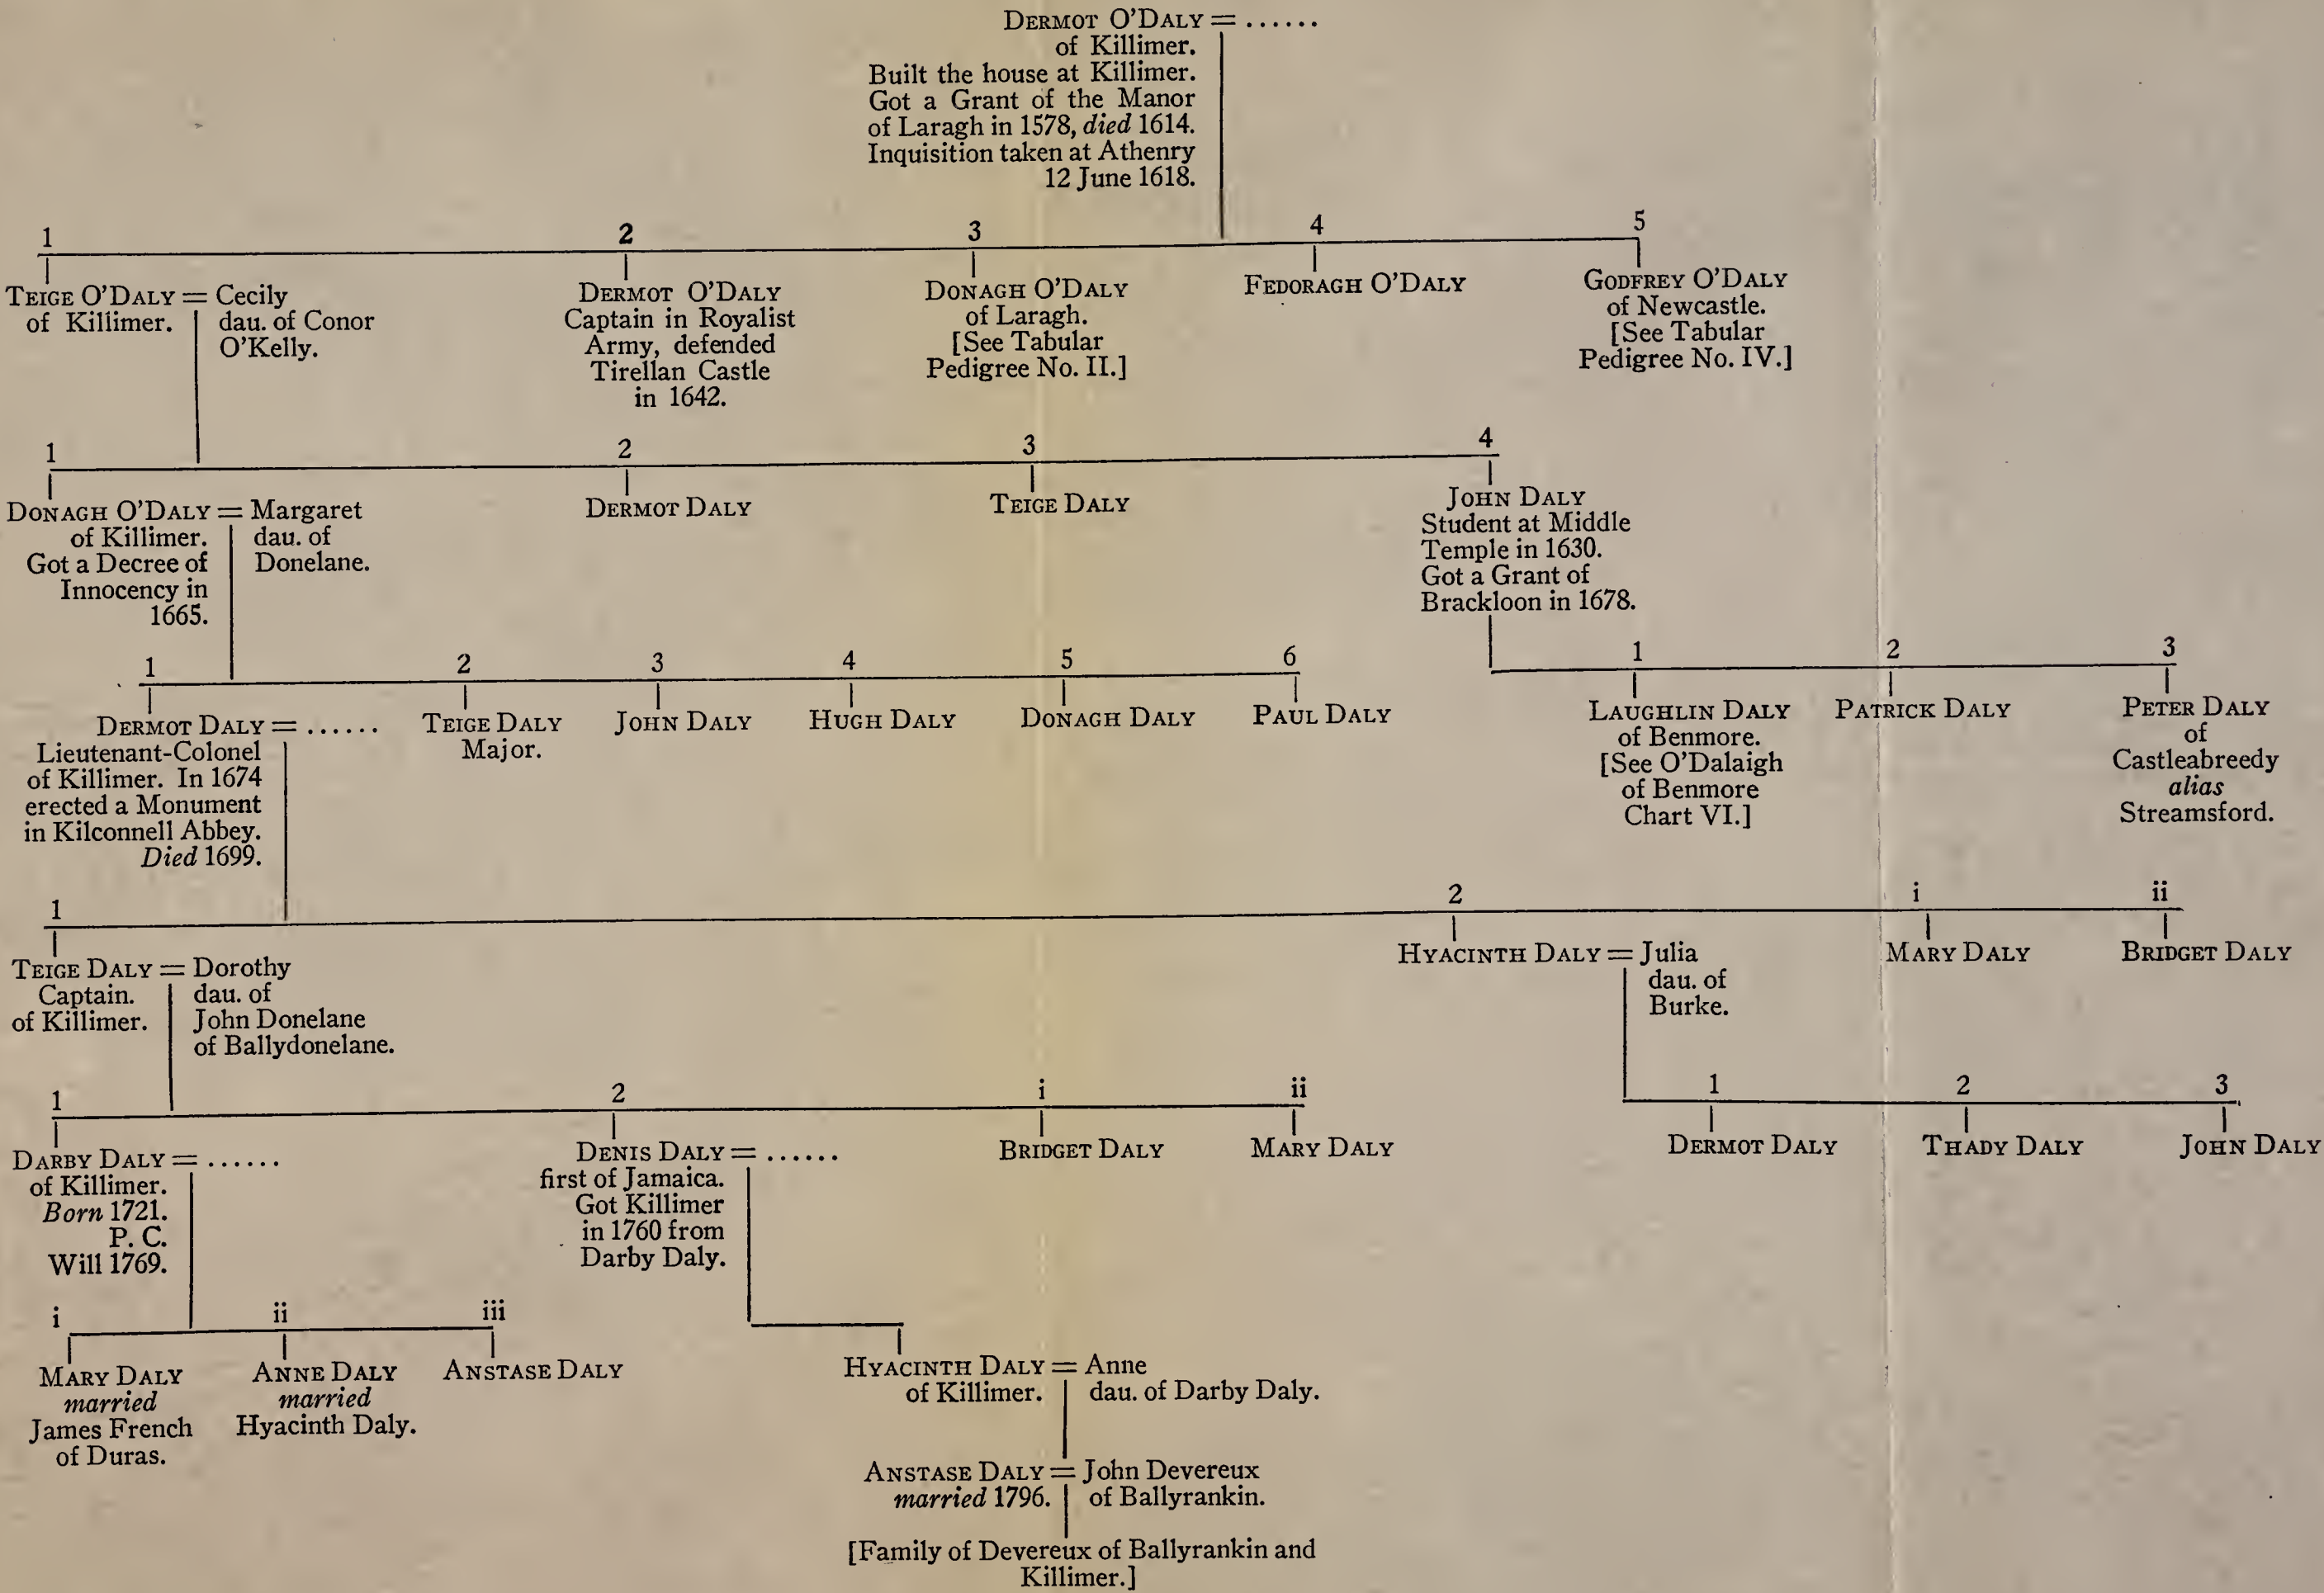 DERMOT O'DALY = ......
of Killimer.
Built the house at Killimer.
Got a Grant of the Manor
of Laragh in 1578, died 1614.
Inquisition taken at Athenry
12 June 1618.
1 2 3 4 5
TEIGE O'DALY = Cecily
of Killimer. dau. of Conor
O'Kelly.
DERMOT O'DALY
Captain in Royalist
Army, defended
Tirellan Castle
in 1642.
DONAGH O'DALY
of Laragh.
[See Tabular
Pedigree No. II.]
FEDORAGH O'DALY
GODFREY O'DALY
of Newcastle.
[See Tabular
Pedigree No. IV.]
1 2 3 4
DONAGH O'DALY = Margaret
of Killimer. dau. of
Got a Decree of Donelane.
Innocency in
1665.
DERMOT DALY
TEIGE DALY
JOHN DALY
Student at Middle
Temple in 1630.
Got a Grant of
Brackloon in 1678.
1 2 3 4 5 6
DERMOT DALY = ......
Lieutenant-Colonel
of Killimer. In 1674
erected a Monument
in Kilconnell Abbey.
Died 1699.
TEIGE DALY
Major.
JOHN DALY
HUGH DALY
DONAGH DALY
PAUL DALY
1 2 3
LAUGHLIN DALY
of Benmore.
[See O'Dalaigh
of Benmore
Chart VI.]
PATRICK DALY
PETER DALY
of
Castleabreedy
alias
Streamsford.
1 2 i ii
TEIGE DALY = Dorothy
Captain. dau. of
of Killimer. John Donelane
of Ballydonelane.
HYACINTH DALY = Julia
dau. of
Burke.
MARY DALY
BRIDGET DALY
1 2 i ii
DARBY DALY = ......
of Killimer.
Born 1721.
P. C.
Will 1769.
DENIS DALY = ......
first of Jamaica.
Got Killimer
in 1760 from
Darby Daly.
BRIDGET DALY
MARY DALY
1 2 3
DERMOT DALY
THADY DALY
JOHN DALY
i ii iii
MARY DALY
married
James French
of Duras.
ANNE DALY
married
Hyacinth Daly.
ANSTASE DALY
HYACINTH DALY = Anne
of Killimer. dau. of Darby Daly.
ANSTASE DALY = John Devereux
married 1796. of Ballyrankin.
[Family of Devereux of Ballyrankin and
Killimer.]